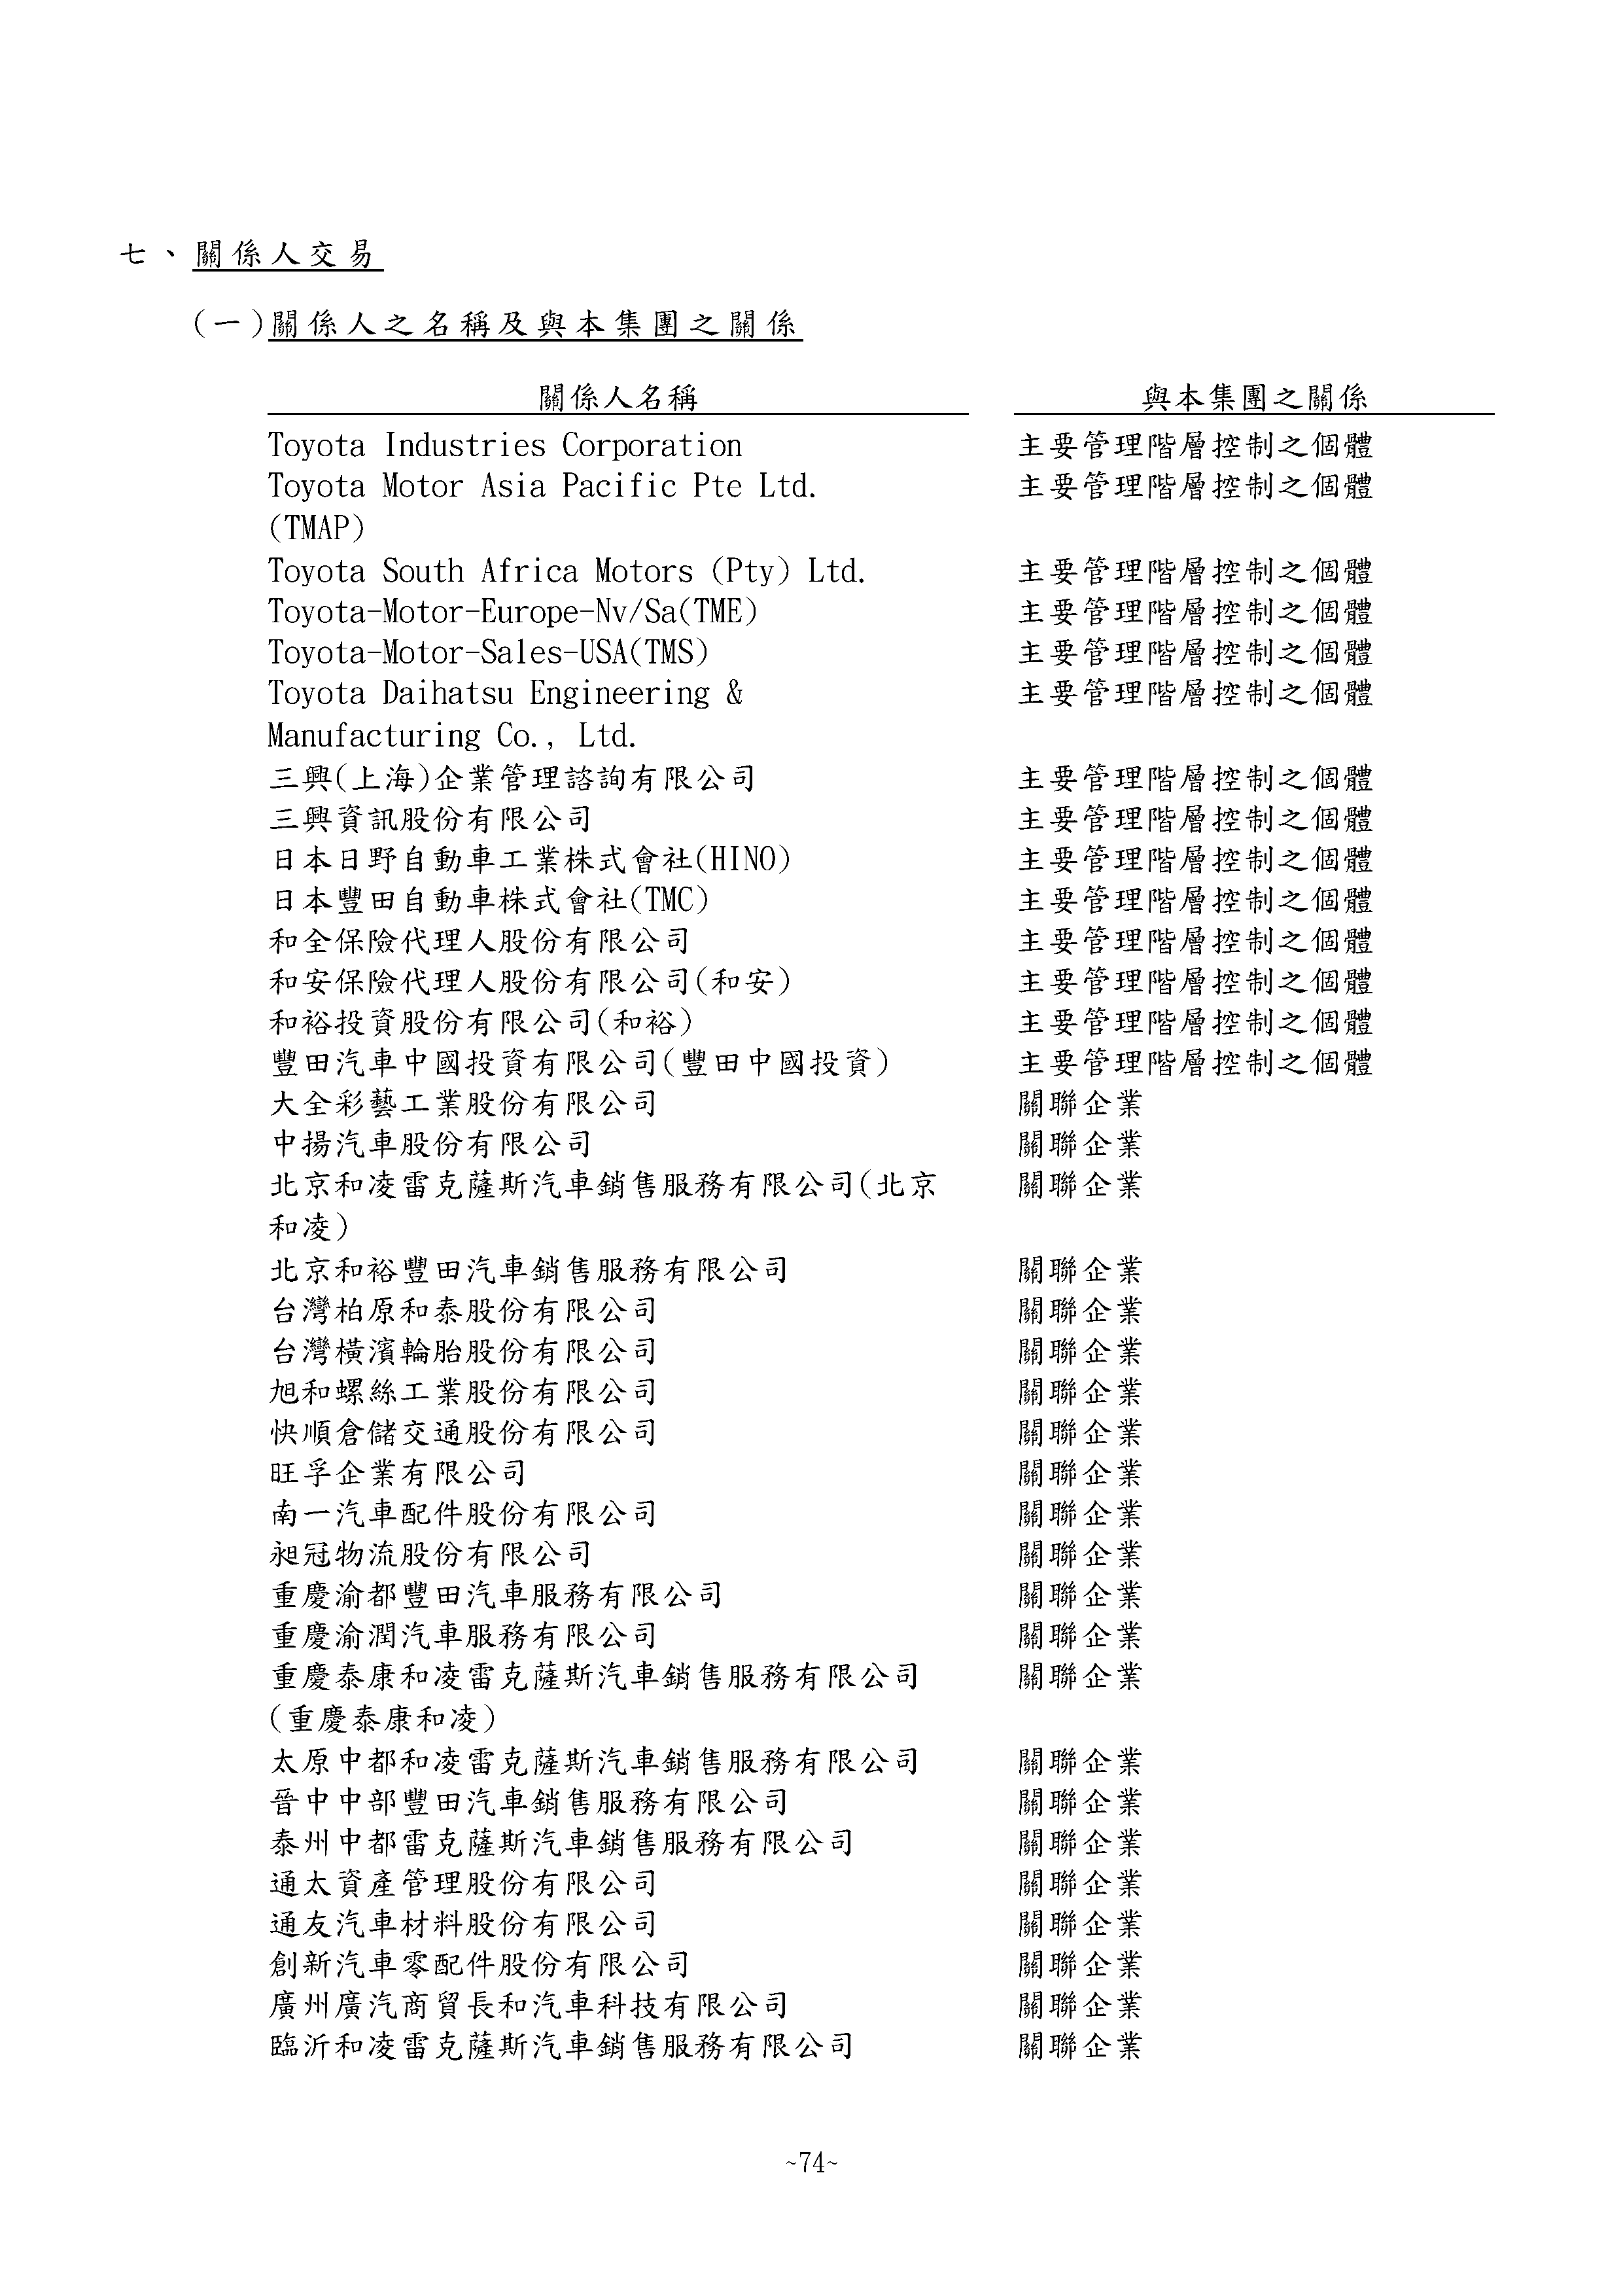 七、關係人交易
(一)關係人之名稱及與本集團之關係
關係人名稱 與本集團之關係
Toyota Industries Corporation 主要管理階層控制之個體
Toyota Motor Asia Pacific Pte Ltd. 主要管理階層控制之個體
(TMAP)
Toyota South Africa Motors (Pty) Ltd. 主要管理階層控制之個體
Toyota-Motor-Europe-Nv/Sa(TME) 主要管理階層控制之個體
Toyota-Motor-Sales-USA(TMS) 主要管理階層控制之個體
Toyota Daihatsu Engineering & 主要管理階層控制之個體
Manufacturing Co., Ltd.
三興(上海)企業管理諮詢有限公司 主要管理階層控制之個體
三興資訊股份有限公司 主要管理階層控制之個體
日本日野自動車工業株式會社(HINO) 主要管理階層控制之個體
日本豐田自動車株式會社(TMC) 主要管理階層控制之個體
和全保險代理人股份有限公司 主要管理階層控制之個體
和安保險代理人股份有限公司(和安) 主要管理階層控制之個體
和裕投資股份有限公司(和裕) 主要管理階層控制之個體
豐田汽車中國投資有限公司(豐田中國投資) 主要管理階層控制之個體
大全彩藝工業股份有限公司 關聯企業
中揚汽車股份有限公司 關聯企業
北京和凌雷克薩斯汽車銷售服務有限公司(北京 關聯企業
和凌)
北京和裕豐田汽車銷售服務有限公司 關聯企業
台灣柏原和泰股份有限公司 關聯企業
台灣橫濱輪胎股份有限公司 關聯企業
旭和螺絲工業股份有限公司 關聯企業
快順倉儲交通股份有限公司 關聯企業
旺孚企業有限公司 關聯企業
南一汽車配件股份有限公司 關聯企業
昶冠物流股份有限公司 關聯企業
重慶渝都豐田汽車服務有限公司 關聯企業
重慶渝潤汽車服務有限公司 關聯企業
重慶泰康和凌雷克薩斯汽車銷售服務有限公司 關聯企業
(重慶泰康和凌)
太原中都和凌雷克薩斯汽車銷售服務有限公司 關聯企業
晉中中部豐田汽車銷售服務有限公司 關聯企業
泰州中都雷克薩斯汽車銷售服務有限公司 關聯企業
通太資產管理股份有限公司 關聯企業
通友汽車材料股份有限公司 關聯企業
創新汽車零配件股份有限公司 關聯企業
廣州廣汽商貿長和汽車科技有限公司 關聯企業
臨沂和凌雷克薩斯汽車銷售服務有限公司 關聯企業
~74~